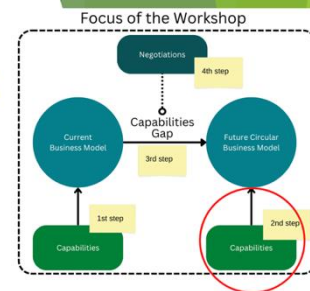 Focus of the Workshop
Negotiations
4th step
Capabilities
Gap
Current
Business Model
3rd step
Future Circular
Business Model
1st step
2nd step
Capabilities
Capabilities